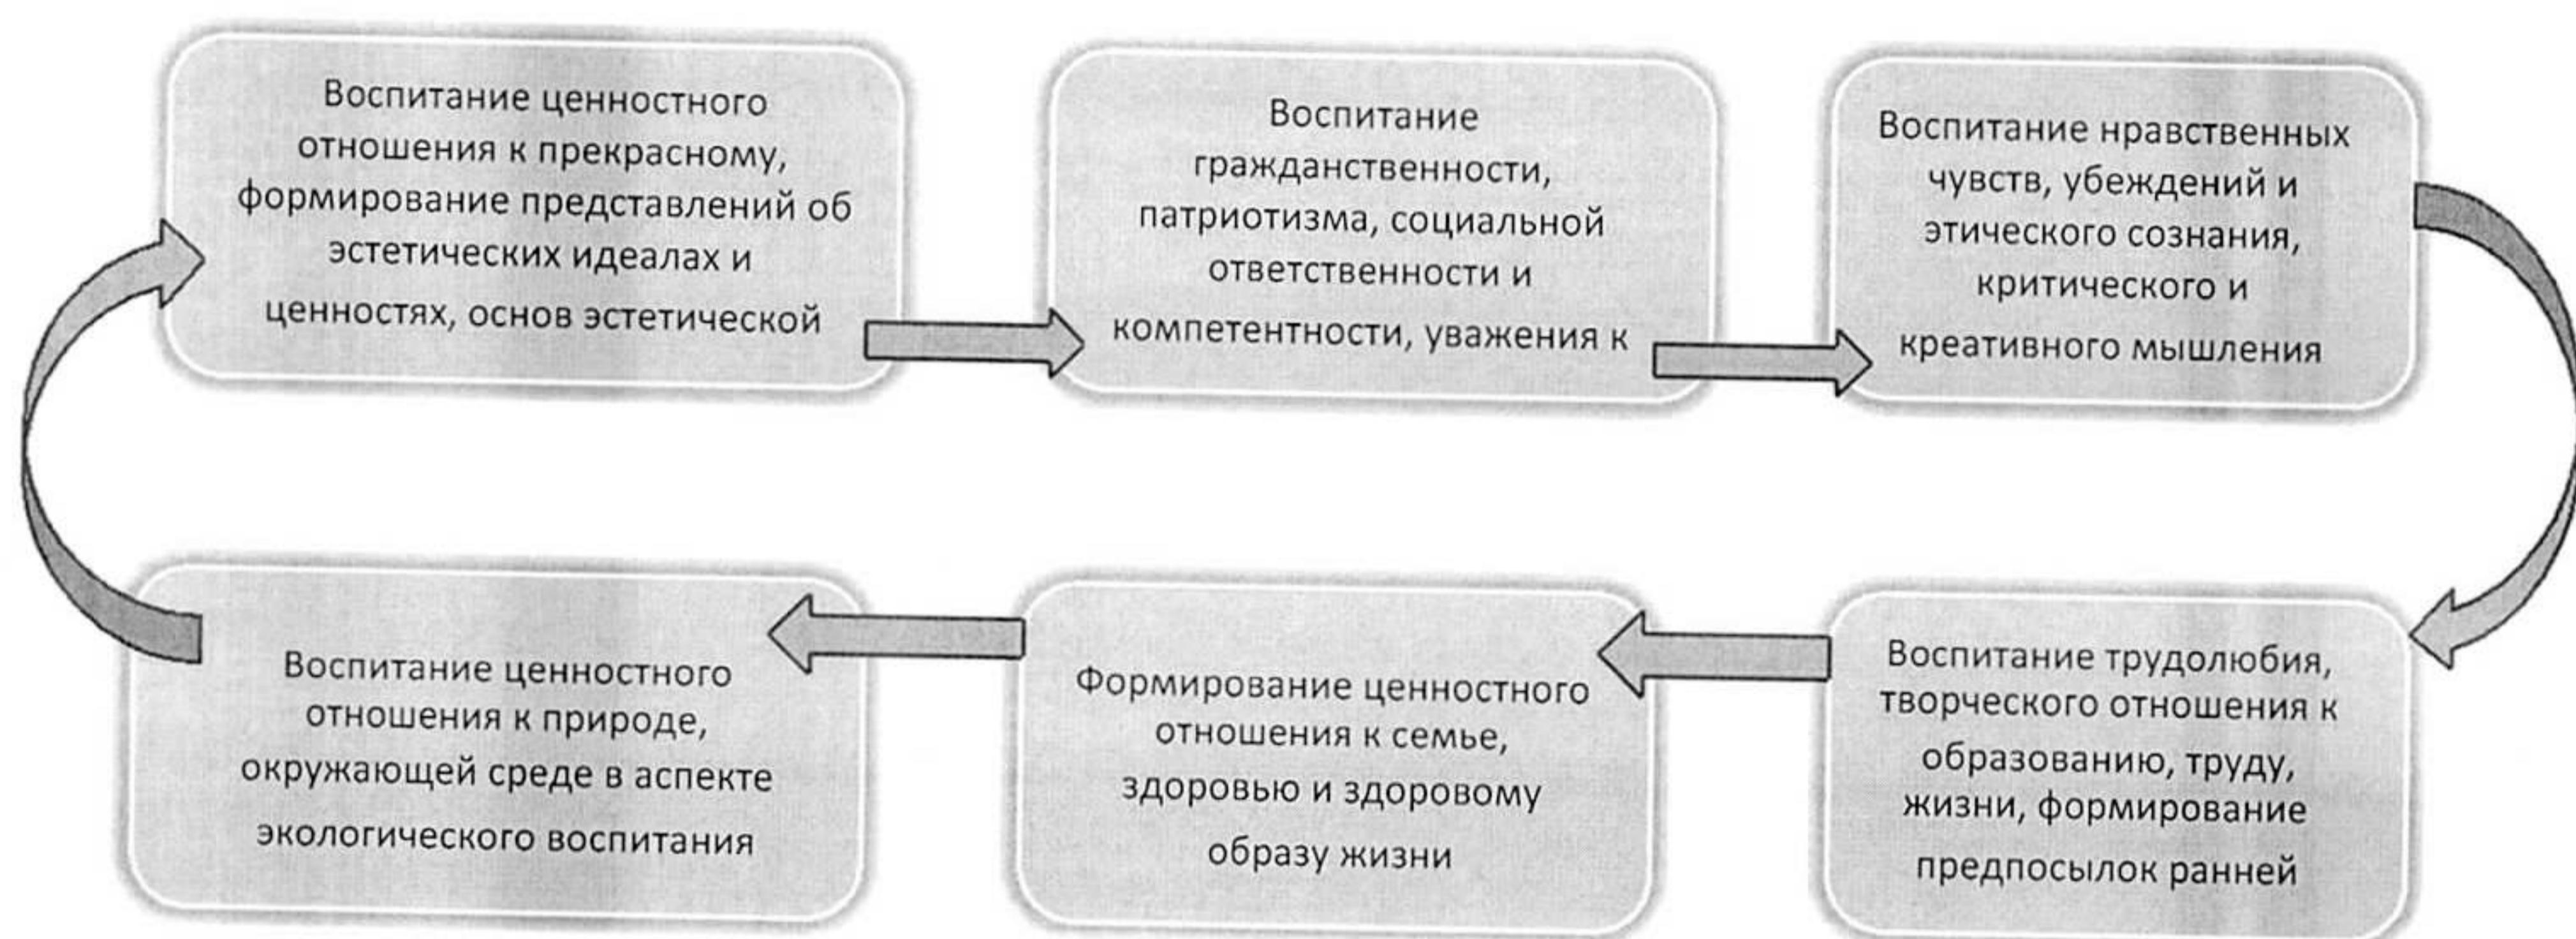 Воспитание ценностного
отношения к прекрасному,
формирование представлений об
эстетических идеалах и
ценностях, основ эстетической
Воспитание
гражданственности,
патриотизма, социальной
ответственности и
компетентности, уважения к
Воспитание нравственных
чувств, убеждений и
этического сознания,
критического и
креативного мышления
Воспитание трудолюбия,
творческого отношения к
образованию, труду,
жизни, формирование
предпосылок ранней
Формирование ценностного
отношения к семье,
здоровью и здоровому
образу жизни
Воспитание ценностного
отношения к природе,
окружающей среде в аспекте
экологического воспитания